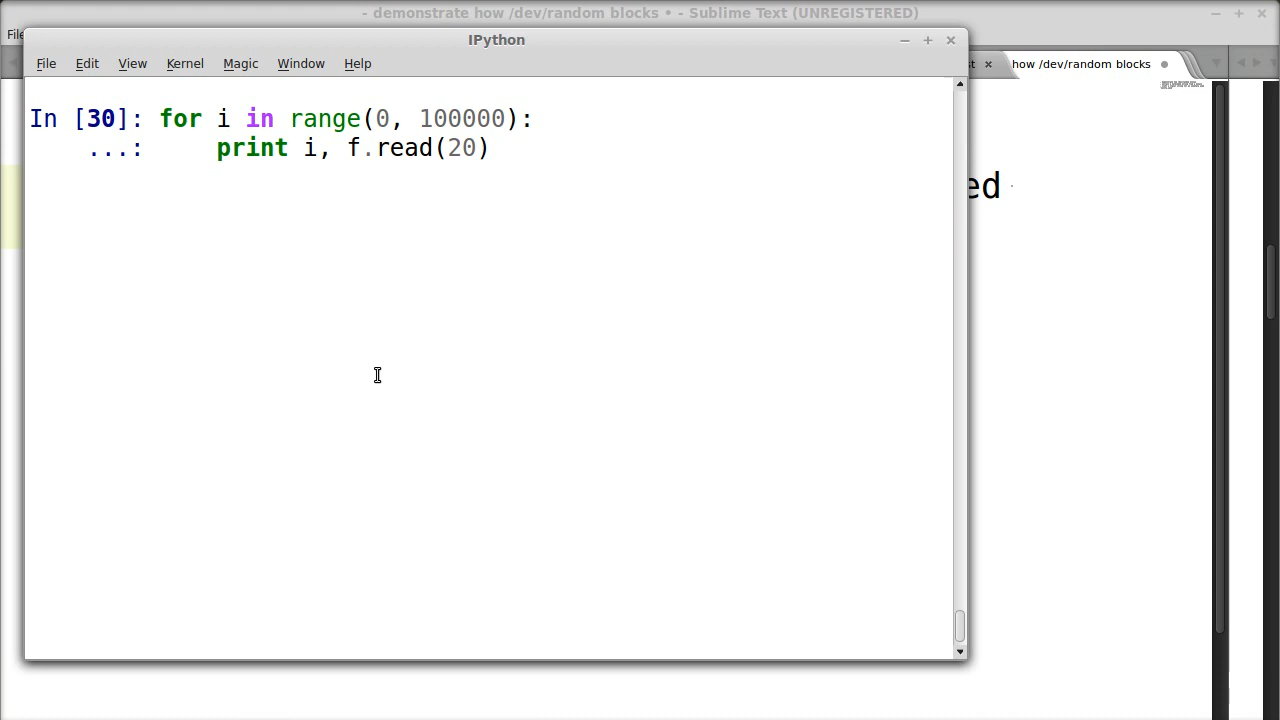 - demonstrate how /dev/random blocks • - Sublime Text (UNREGISTERED)
File
IPython
File Edit View Kernel Magic Window Help
how /dev/random blocks
In [30]: for i in range(0, 100000):
...: print i, f.read(20)
ed